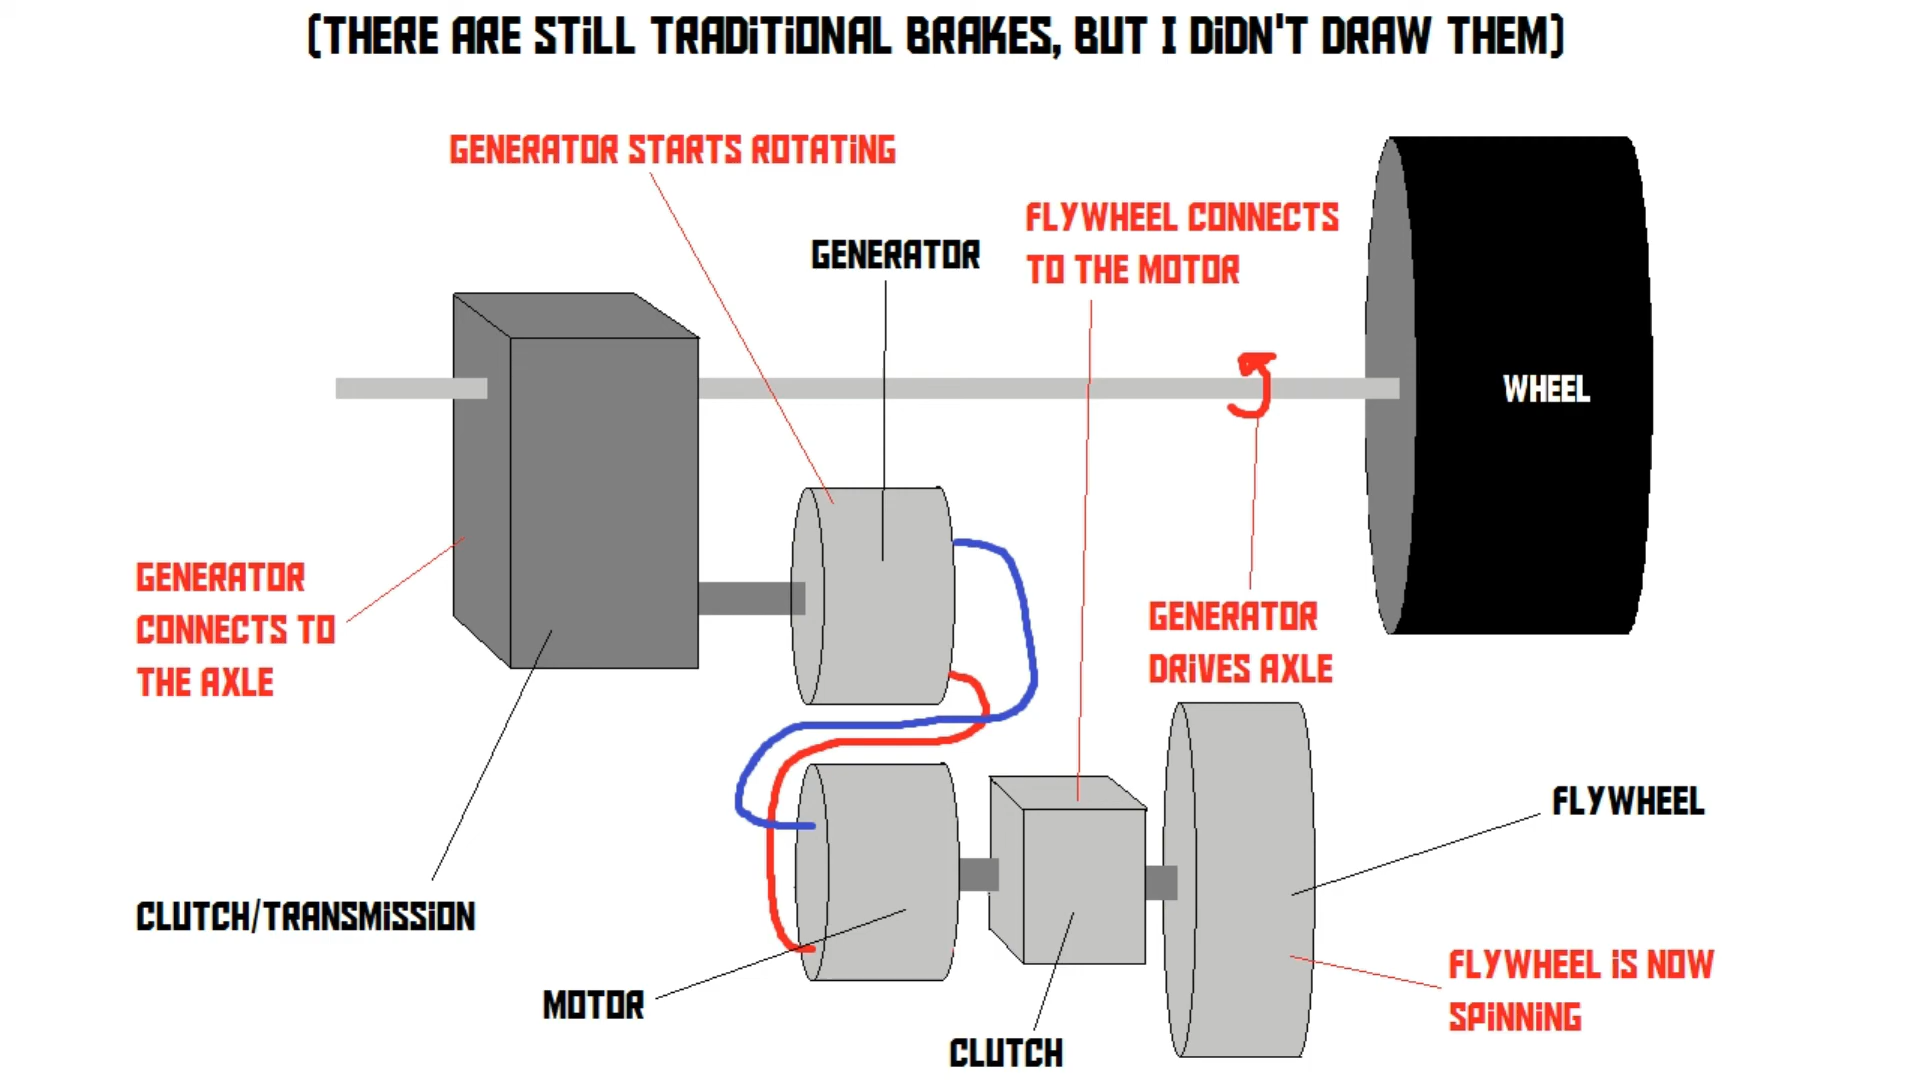 (THERE ARE STiLL TRADiTiONAL BRAKES, BUT I DiDN'T DRAW THEM)
GENERATOR STARTS ROTATiNG
FLYWHEEL CONNECTS
TO THE MOTOR
GENERATOR
WHEEL
GENERATOR
CONNECTS TO
THE AXLE
GENERATOR
DRiVES AXLE
FLYWHEEL
CLUTCH/TRANSMiSSiON
FLYWHEEL iS NOW
SPiNNiNG
MOTOR
CLUTCH